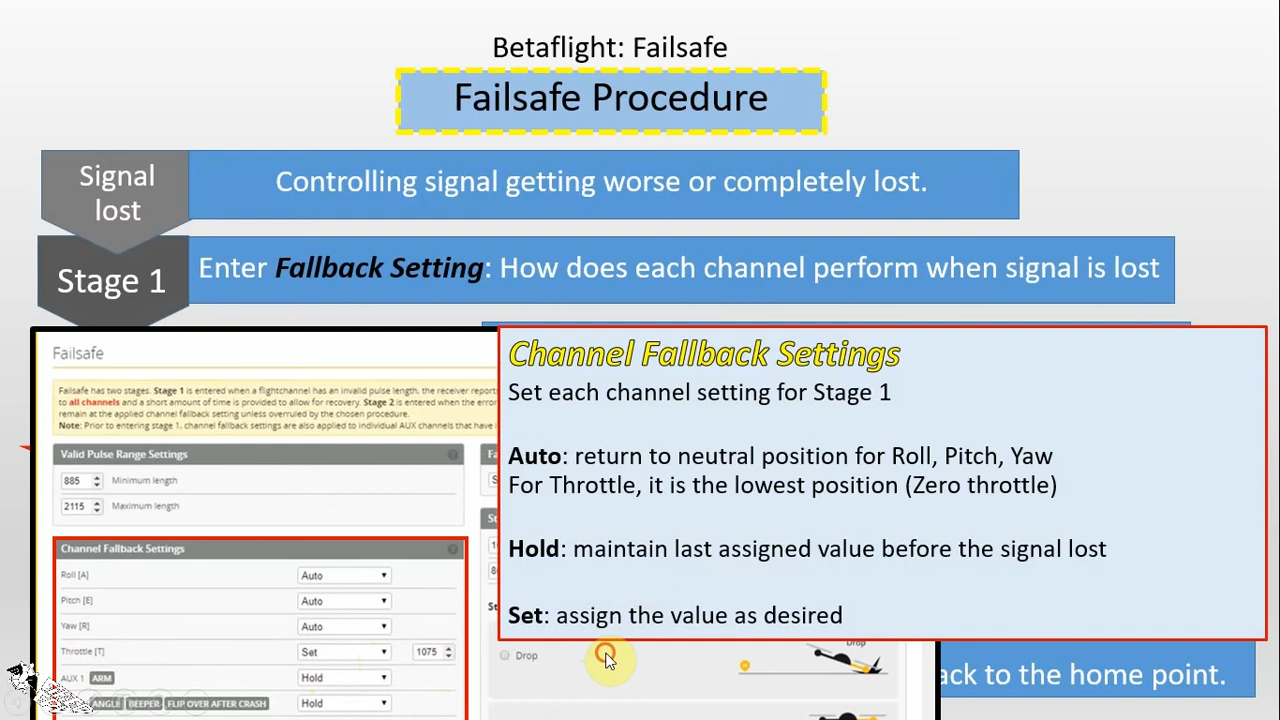 Betaflight: Failsafe
Failsafe Procedure
Signal
lost
Controlling signal getting worse or completely lost.
Stage 1
Enter Fallback Setting: How does each channel perform when signal is lost
Failsafe
Failsafe has two stages. Stage 1 is entered when a flightchannel has an invalid pulse length, the receiver reports
to all channels and a short amount of time is provided to allow for recovery. Stage 2 is entered when the error
remain at the applied channel fallback setting unless overruled by the chosen procedure.
Note: Prior to entering stage 1, channel fallback settings are also applied to individual AUX channels that have
Valid Pulse Range Settings
885 Minimum length
2115 Maximum length
Channel Fallback Settings
Roll [A] Auto
Pitch [E] Auto
Yaw [R] Auto
Throttle [T] Set 1075
AUX 1 ARM Hold
ANGLE BEEPER FLIP OVER AFTER CRASH Hold
Channel Fallback Settings
Set each channel setting for Stage 1
Auto: return to neutral position for Roll, Pitch, Yaw
For Throttle, it is the lowest position (Zero throttle)
Hold: maintain last assigned value before the signal lost
Set: assign the value as desired
Drop
Drop
ack to the home point.